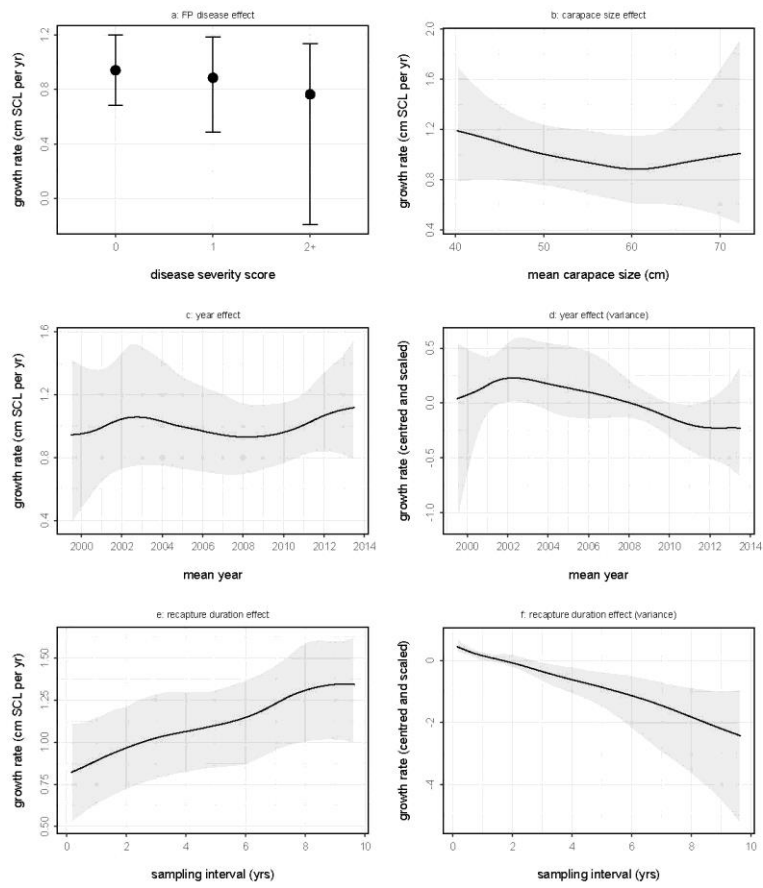 a: FP disease effect
growth rate (cm SCL per yr)
1.2
0.8
0.4
0.0
0 1 2+
disease severity score
b: carapace size effect
growth rate (cm SCL per yr)
2.0
1.6
1.2
0.8
0.4
40 50 60 70
mean carapace size (cm)
c: year effect
growth rate (cm SCL per yr)
1.6
1.2
0.8
0.4
2000 2002 2004 2006 2008 2010 2012 2014
mean year
d: year effect (variance)
growth rate (centred and scaled)
0.5
0.0
-0.5
-1.0
2000 2002 2004 2006 2008 2010 2012 2014
mean year
e: recapture duration effect
growth rate (cm SCL per yr)
1.50
1.25
1.00
0.75
0.50
0 2 4 6 8 10
sampling interval (yrs)
f: recapture duration effect (variance)
growth rate (centred and scaled)
0
-2
-4
0 2 4 6 8 10
sampling interval (yrs)